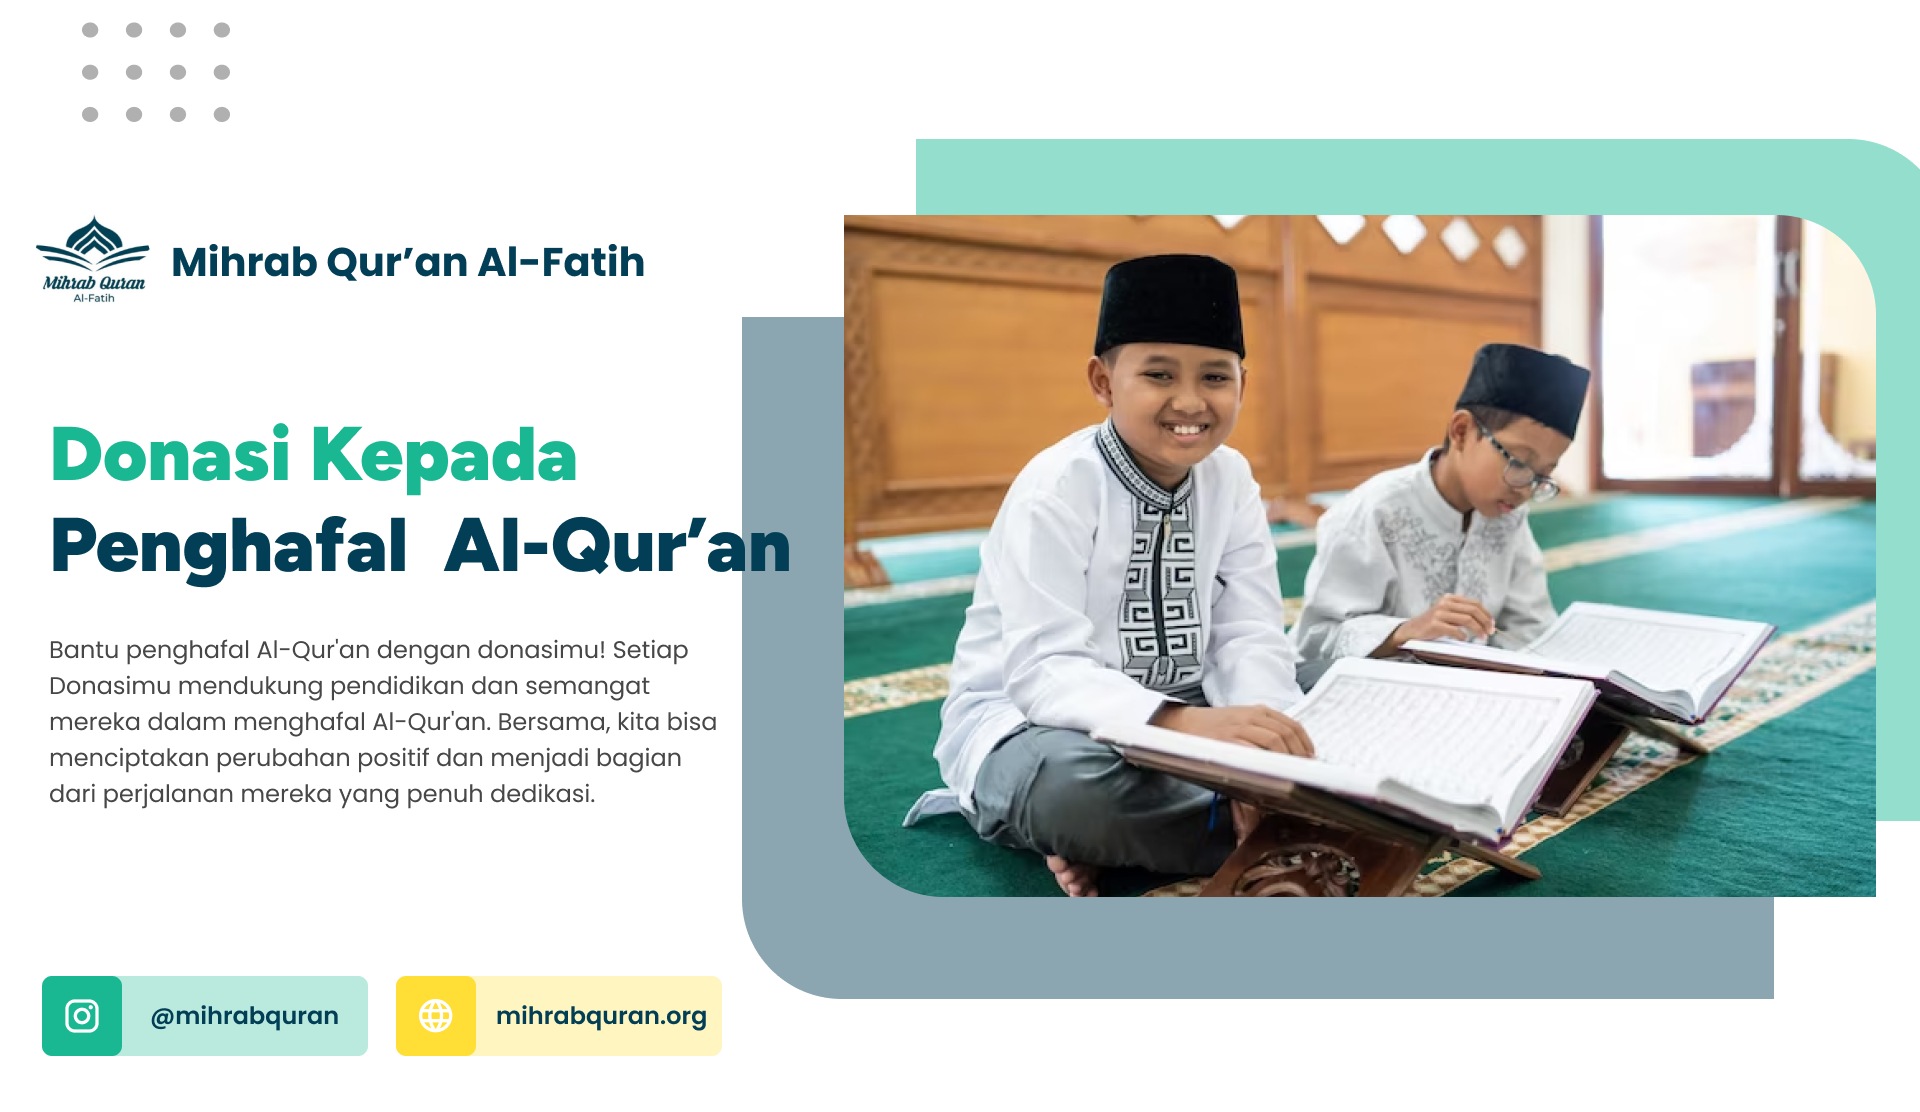 Mihrab Quran
Al-Fatih
Mihrab Qur’an Al-Fatih
Donasi Kepada
Penghafal Al-Qur’an
Bantu penghafal Al-Qur'an dengan donasimu! Setiap
Donasimu mendukung pendidikan dan semangat
mereka dalam menghafal Al-Qur'an. Bersama, kita bisa
menciptakan perubahan positif dan menjadi bagian
dari perjalanan mereka yang penuh dedikasi.
@mihrabquran
mihrabquran.org